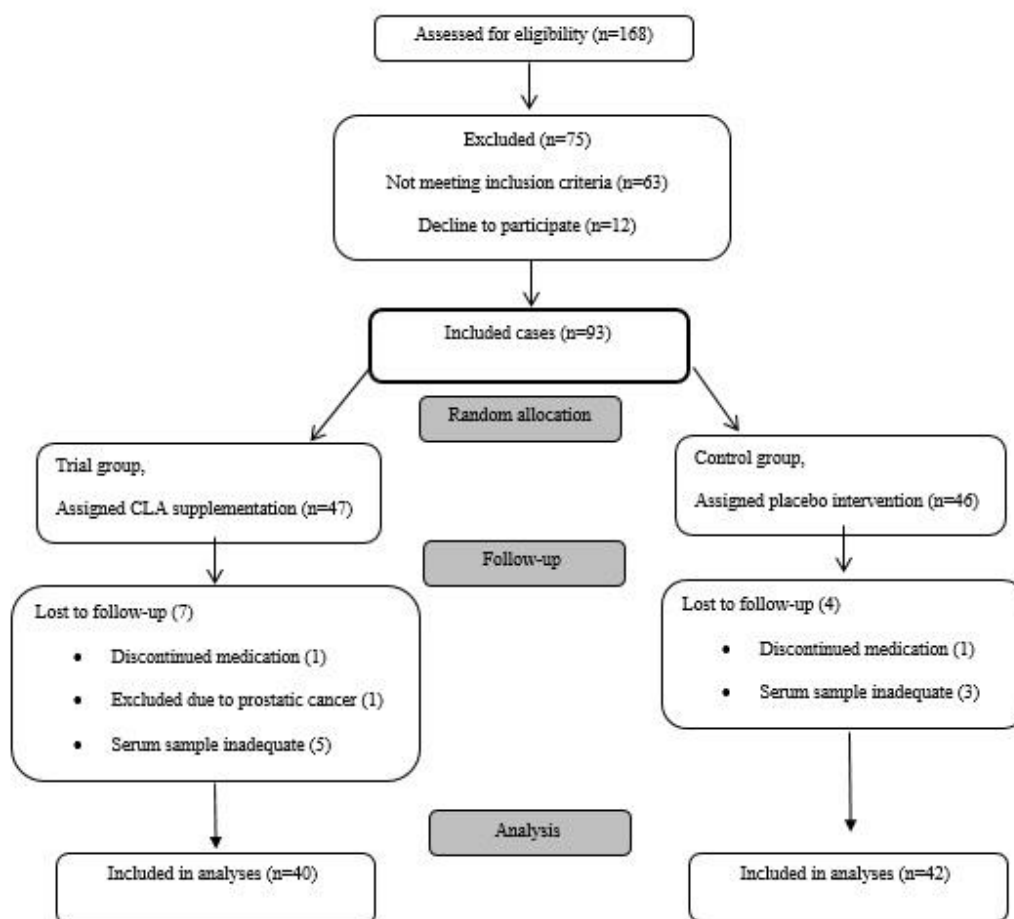 Assessed for eligibility (n=168)
Excluded (n=75)
Not meeting inclusion criteria (n=63)
Decline to participate (n=12)
Included cases (n=93)
Random allocation
Trial group,
Assigned CLA supplementation (n=47)
Control group,
Assigned placebo intervention (n=46)
Follow-up
Lost to follow-up (7)
• Discontinued medication (1)
• Excluded due to prostatic cancer (1)
• Serum sample inadequate (5)
Lost to follow-up (4)
• Discontinued medication (1)
• Serum sample inadequate (3)
Analysis
Included in analyses (n=40)
Included in analyses (n=42)